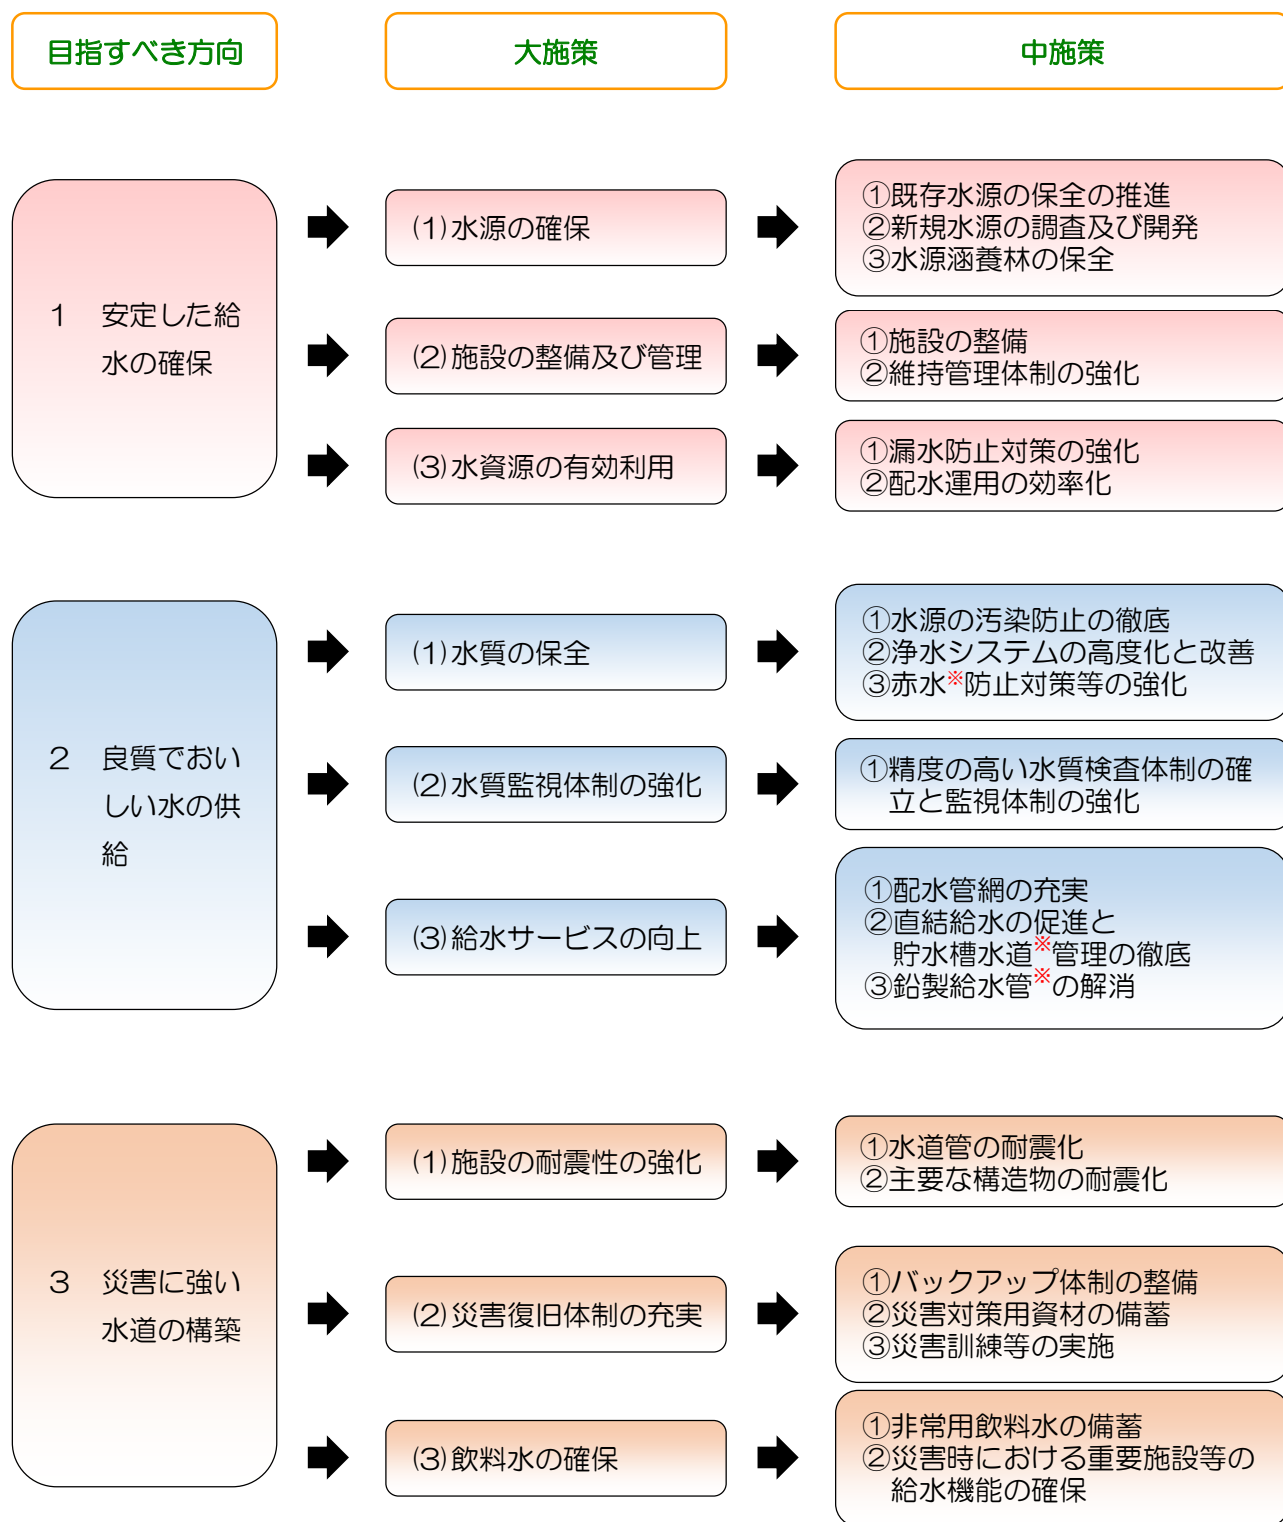 目指すべき方向
大施策
中施策
1 安定した給
水の確保
(1)水源の確保
①既存水源の保全の推進
②新規水源の調査及び開発
③水源涵養林の保全
(2)施設の整備及び管理
①施設の整備
②維持管理体制の強化
(3)水資源の有効利用
①漏水防止対策の強化
②配水運用の効率化
2 良質でおい
しい水の供
給
(1)水質の保全
①水源の汚染防止の徹底
②浄水システムの高度化と改善
③赤水※防止対策等の強化
(2)水質監視体制の強化
①精度の高い水質検査体制の確
立と監視体制の強化
(3)給水サービスの向上
①配水管網の充実
②直結給水の促進と
貯水槽水道※管理の徹底
③鉛製給水管※の解消
3 災害に強い
水道の構築
(1)施設の耐震性の強化
①水道管の耐震化
②主要な構造物の耐震化
(2)災害復旧体制の充実
①バックアップ体制の整備
②災害対策用資材の備蓄
③災害訓練等の実施
(3)飲料水の確保
①非常用飲料水の備蓄
②災害時における重要施設等の
給水機能の確保